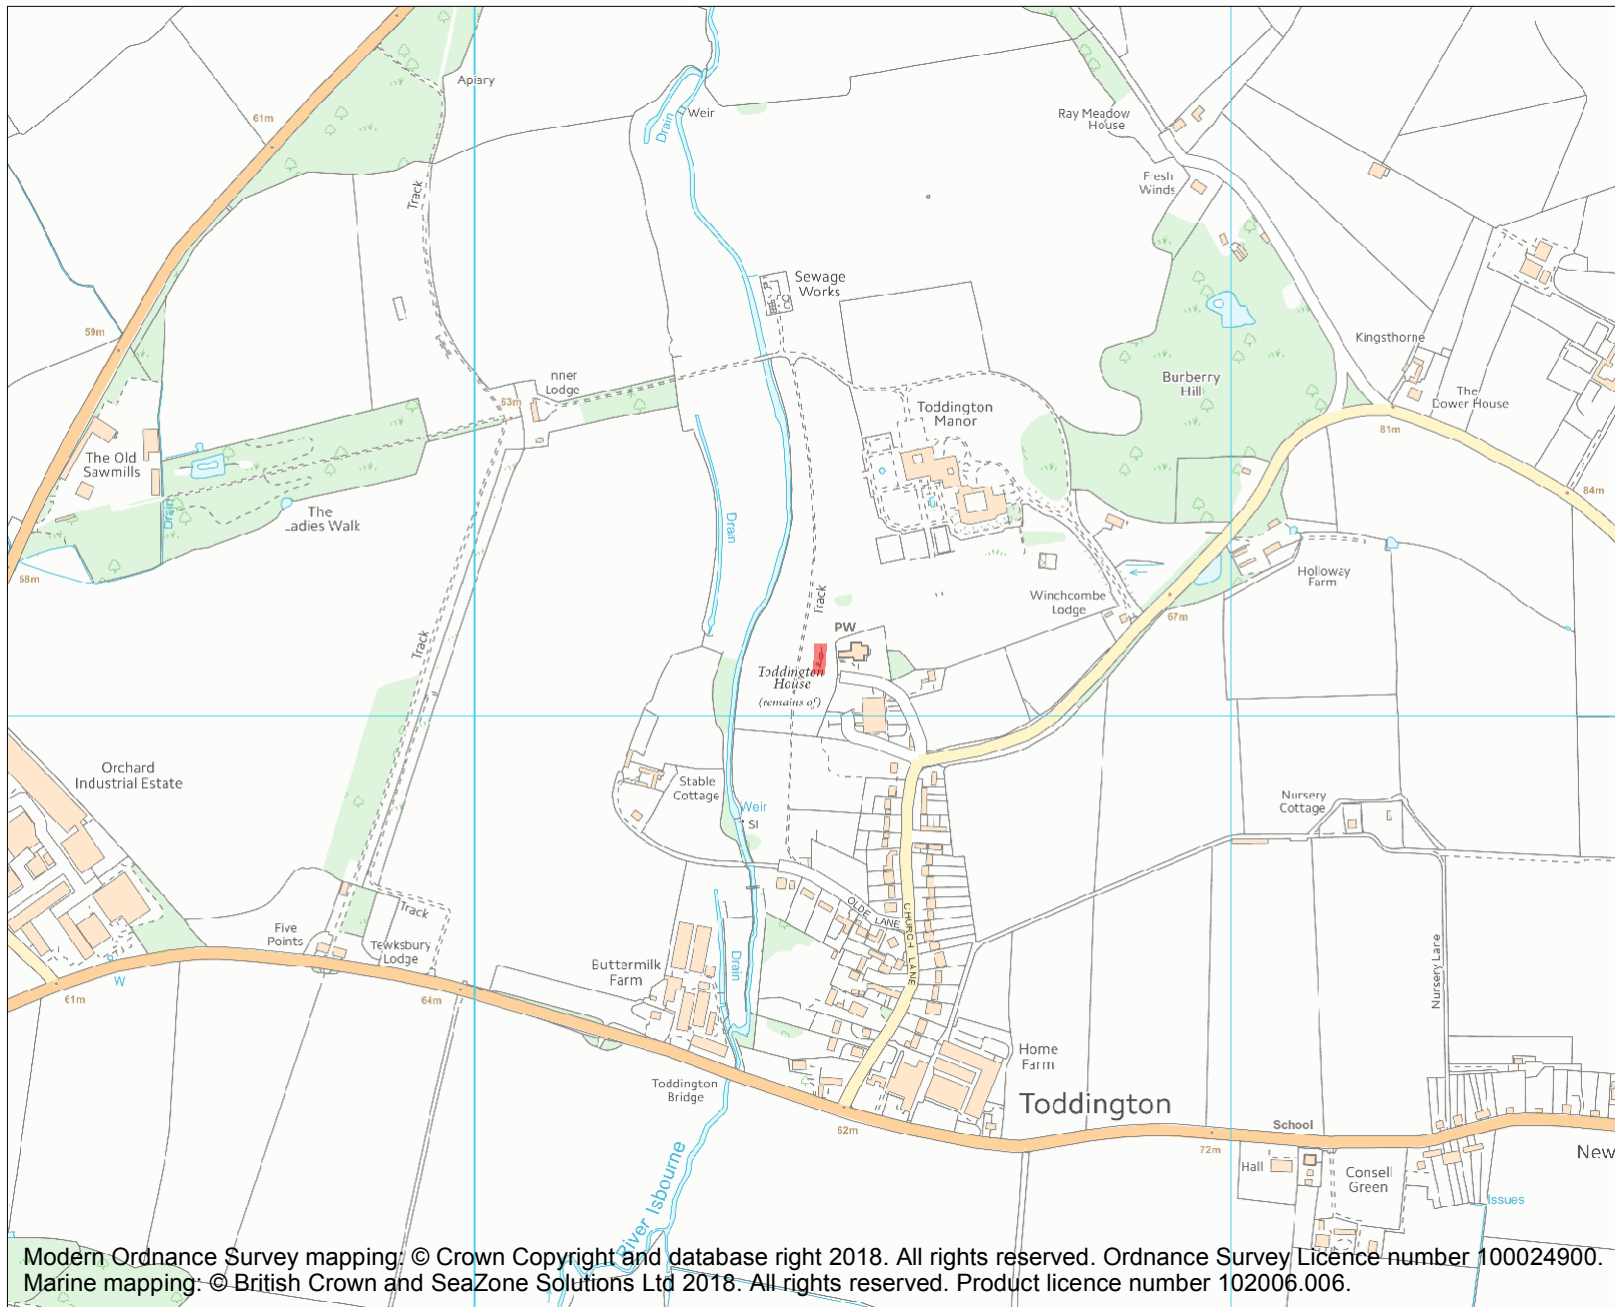 Apiary
61m
Weir
Drain
Ray Meadow
House
Track
Fresh
Winds
Sewage
Works
59m
Kingsthorne
nner
Lodge
Burberry
Hill
The
Dower House
63m
Toddington
Manor
81m
The Old
Sawmills
84m
The
Ladies Walk
Drain
Drain
58m
Holloway
Farm
Track
Winchcombe
Lodge
67m
PW
Track
Toddington
House
(remains of)
Orchard
Industrial Estate
Stable
Cottage
Nursery
Cottage
Weir
Sl
OLDE LANE
CHURCH LANE
Track
Five
Points
Tewksbury
Lodge
Nursery Lane
Buttermilk
Farm
Drain
W
61m
64m
Home
Farm
Toddington
Bridge
Toddington
62m
School
72m
New
Hall
Consell
Green
Issues
River Isbourne
Modern Ordnance Survey mapping: © Crown Copyright and database right 2018. All rights reserved. Ordnance Survey Licence number 100024900.
Marine mapping: © British Crown and SeaZone Solutions Ltd 2018. All rights reserved. Product licence number 102006.006.